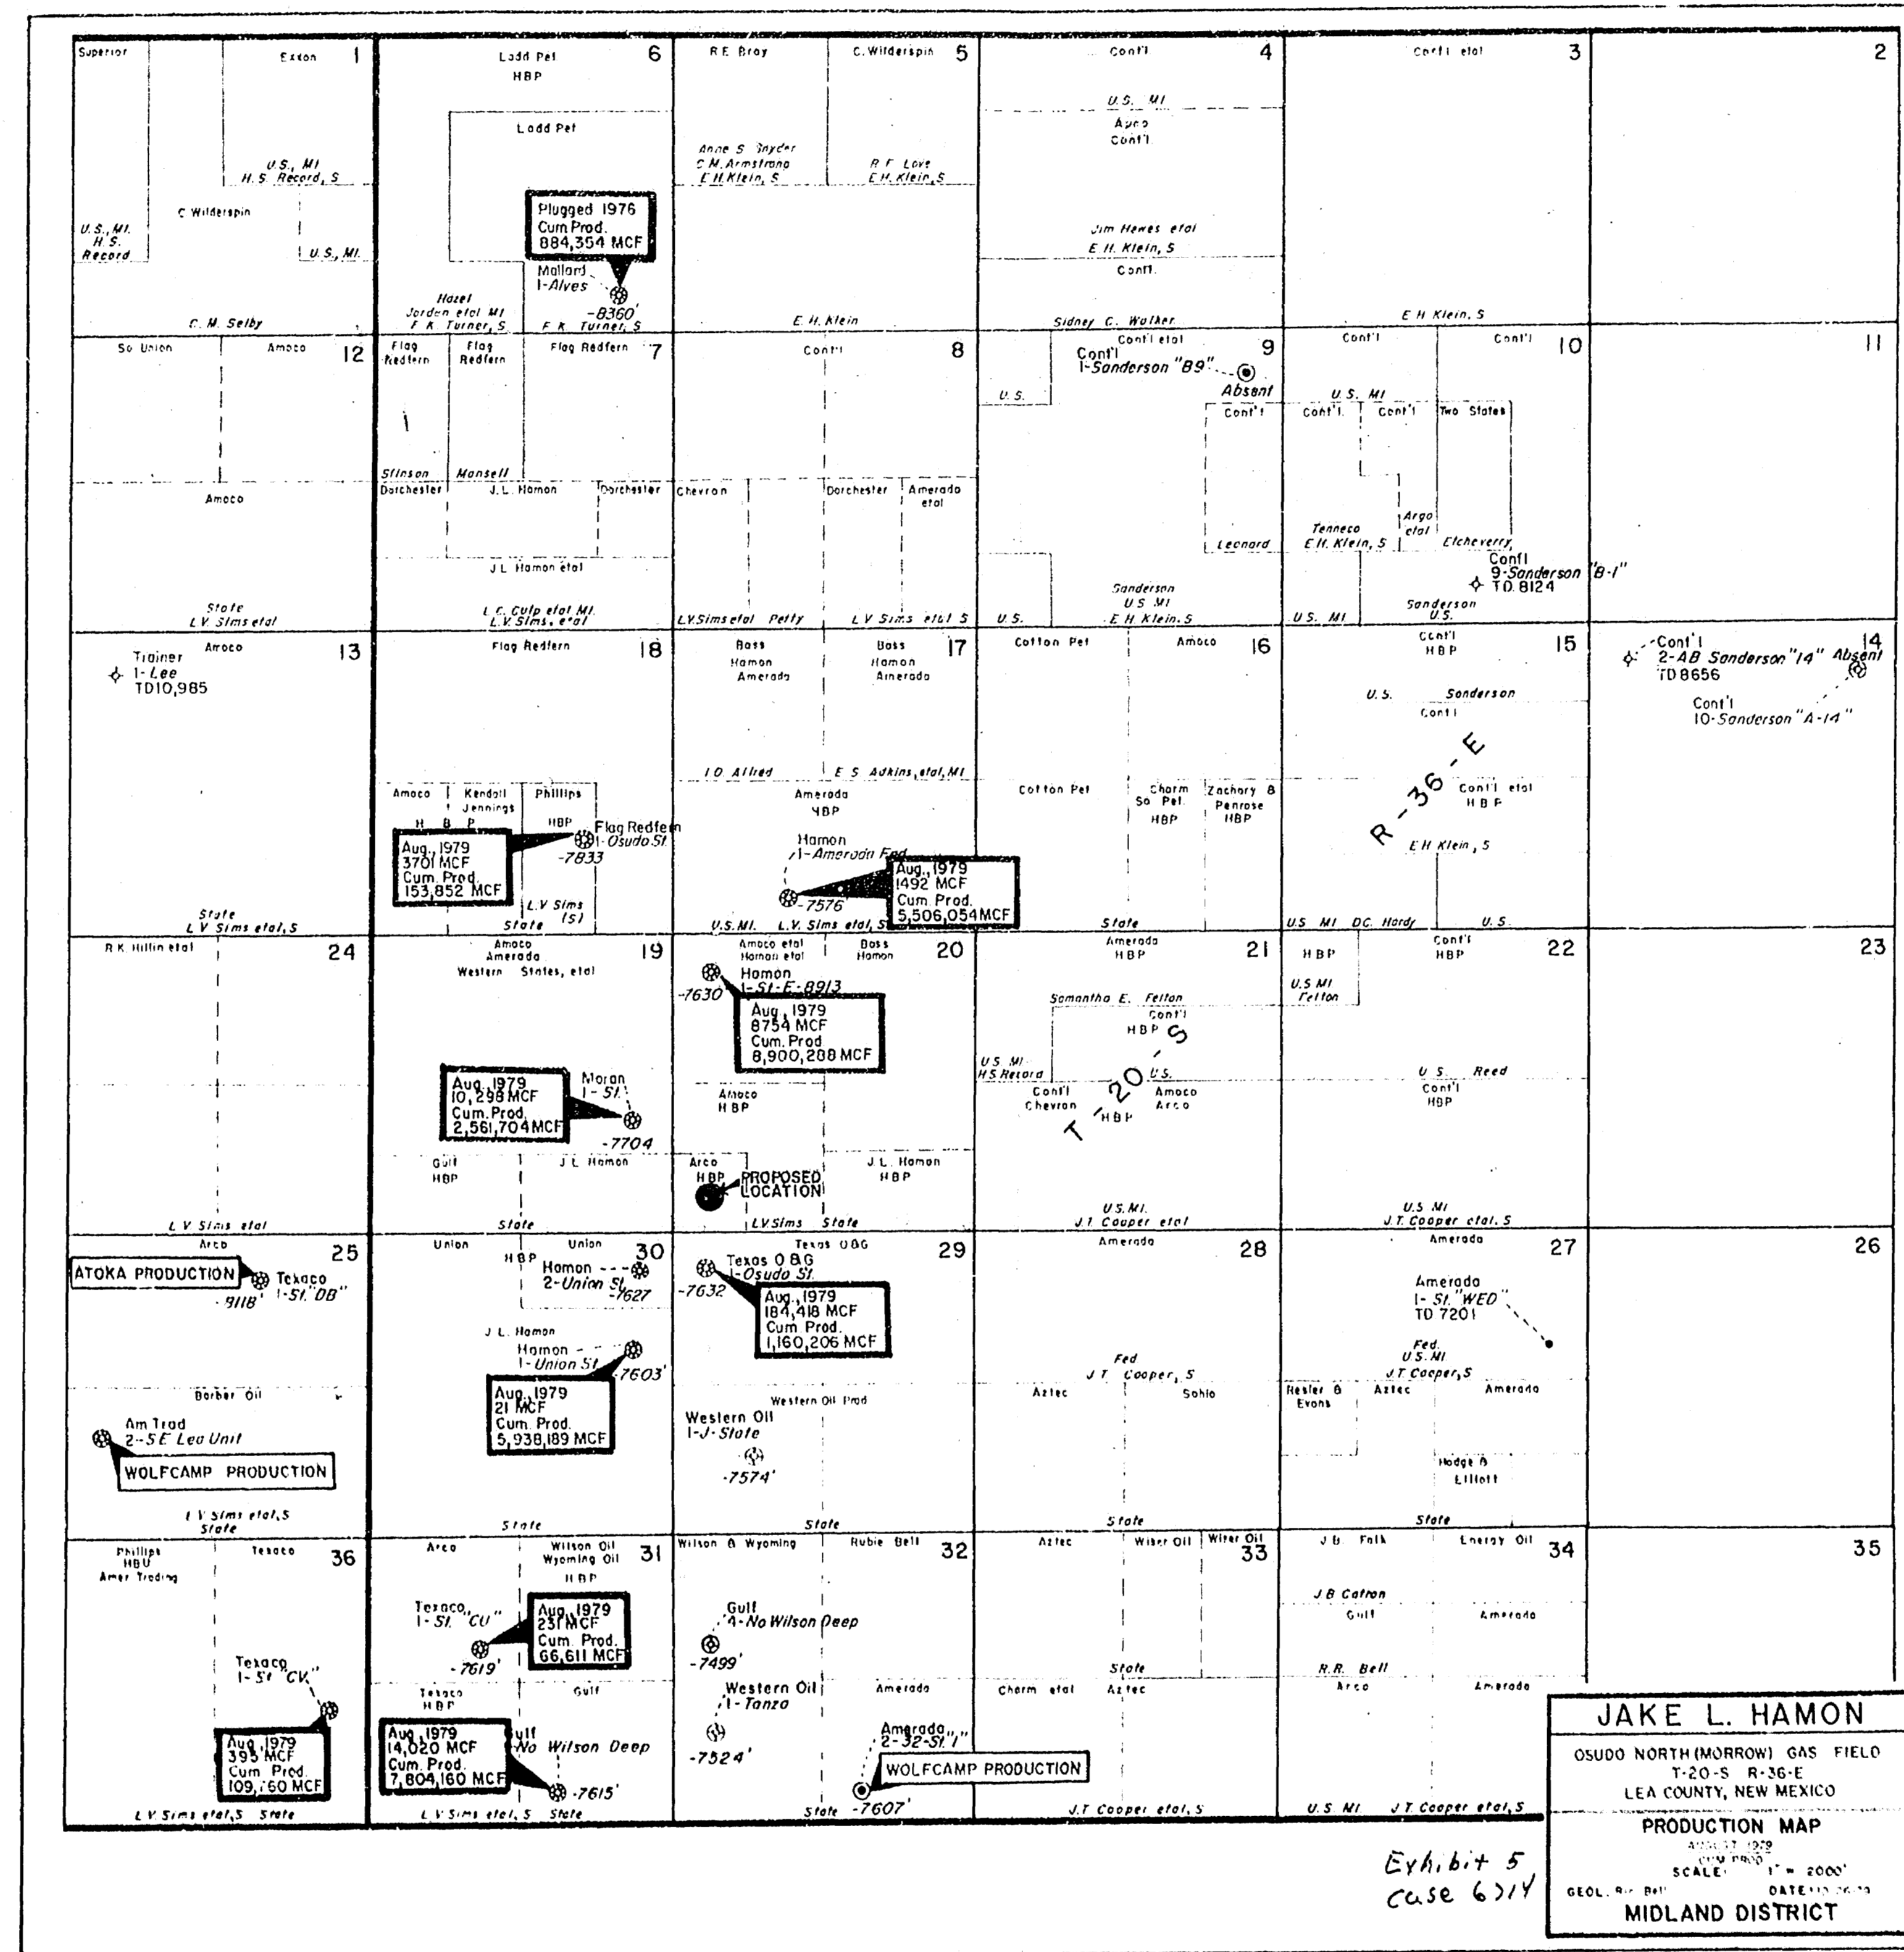 Superior
Exxon
1
U.S., MI
H. S. Record, S
C Wilderspin
U.S., MI.
H. S.
Record
U.S., MI.
C. M. Selby
Ladd Pet
HBP
6
Ladd Pet
Plugged 1976
Cum Prod.
884,354 MCF
Mallard
1-Alves
-8360'
Hazel
Jorden etal MI
F. K. Turner, S
F. K. Turner, S
R.E. Bray
C. Wilderspin
5
Anne S. Snyder
C. M. Armstrong
E.H. Klein, S
R F Love
E.H. Klein, S
E. H. Klein
Cont'l
4
U.S. MI
Cont'l
Jim Hewes etal
E. H. Klein, S
Cont'l.
Sidney C. Walker
Cont'l etal
3
E H Klein, S
2
So Union
Amoco
12
Amoco
State
L.V. Sims etal
Flag
Redfern
Flag
Redfern
Flag Redfern
7
Stinson
Mansell
Dorchester
J.L. Hamon
Dorchester
J.L Hamon etal
L.C. Culp etal MI.
L.V. Sims, etal
Cont'l
8
Chevron
Dorchester
Amerada
etal
L.V.Sims etal
Petty
L V Sims etal S
Cont'l etal
9
Cont'l
1-Sanderson "B9"
Absent
U.S.
Cont'l
Leonard
Sanderson
U S MI
E H Klein, S
U.S.
Cont'l
Cont'l
10
U.S. MI
Cont'l.
Cont'l
Two States
Tenneco
E.H. Klein, S
Argo
etal
Etcheverry
Cont'l
9-Sanderson "B-1"
TD.8124
U.S. MI
Sanderson
U.S.
11
Amoco
13
Trainer
1-Lee
TD10,985
State
L V Sims etal, S
Flag Redfern
18
Amoco
Kendall
Jennings
Phillips
H B P
HBP
Flag Redfern
1-Osudo St.
-7833
Aug., 1979
3701 MCF
Cum. Prod.
153,852 MCF
L.V Sims
(S)
State
Bass
Hamon
Amerada
Bass
Hamon
Amerada
17
I.O. Allred
E S Adkins, etal, MI
Amerada
HBP
Hamon
1-Amerada Fed
-7576'
Aug., 1979
1492 MCF
Cum. Prod.
5,506,054 MCF
U.S. MI.
L.V. Sims etal, S
Cotton Pet
Amoco
16
Cotton Pet
Charm
So Pet.
HBP
Zachary &
Penrose
HBP
State
Cont'l
HBP
15
U.S.
Sanderson
Cont'l
R - 36 - E
Cont'l etal
HBP
E H Klein, S
U.S MI
D.C. Hardy
U.S.
Cont'l
2-AB Sanderson "14"
TD 8656
Absent
14
Cont'l
10-Sanderson "A-14"
R.K. Hillin etal
24
L V Sims etal
Amoco
Amerada
Western States, etal
19
Aug., 1979
10,298 MCF
Cum. Prod.
2,561,704 MCF
Moran
1-St.
-7704
Gulf
HBP
J L Hamon
State
Amoco etal
Hamon etal
Bass
Hamon
20
Hamon
1-St-E-8913
-7630'
Aug., 1979
8754 MCF
Cum. Prod
8,900,288 MCF
Amoco
HBP
Arco
HBP
PROPOSED
LOCATION
J.L. Hamon
HBP
L.V.Sims
State
Amerada
HBP
21
Samantha E. Felton
Cont'l
HBP
T - 20 - S
U.S. MI
H.S Record
U.S.
Cont'l
Chevron
HBP
Amoco
Arco
U.S.MI.
J.T. Cooper etal
HBP
Cont'l
HBP
22
U.S MI
Felton
U S Reed
Cont'l
HBP
U.S MI
J.T. Cooper etal. S
23
Arco
25
ATOKA PRODUCTION
Texaco
1-St. "DB"
Barber Oil
Am Trad
2-SE Lea Unit
WOLFCAMP PRODUCTION
L V Sims etal, S
State
Union
HBP
Union
30
Hamon
2-Union St.
-7627
J L. Hamon
Hamon
1-Union St.
-7603'
Aug., 1979
21 MCF
Cum. Prod.
5,938,189 MCF
State
Texas O&G
29
Texas O&G
1-Osudo St.
-7632'
Aug., 1979
184,418 MCF
Cum Prod.
1,160,206 MCF
Western Oil Prod
Western Oil
1-J-State
-7574'
State
Amerada
28
Fed
J T Cooper, S
Aztec
Sohio
State
Amerada
27
Amerada
1-St. "WED"
TD 7201
Fed.
U.S. MI
J.T. Cooper, S
Resler &
Evans
Aztec
Amerada
Hodge &
Elliott
State
26
Phillips
HBU
Amer Trading
Texaco
36
Texaco
1-St "CV"
Aug., 1979
395 MCF
Cum Prod.
L V Sims etal, S
State
Arco
Wilson Oil
Wyoming Oil
HBP
31
Texaco
1-St. "CU"
-7619'
Aug., 1979
231 MCF
Cum. Prod.
66,611 MCF
Texaco
HBP
Gulf
Aug., 1979
14,020 MCF
Cum. Prod.
7,804,160 MCF
Gulf
No Wilson Deep
-7615'
L V Sims etal, S
State
Wilson & Wyoming
Rubie Bell
32
Gulf
4-No Wilson Deep
-7499'
Western Oil
1-Tanzo
-7524'
Amerada
Amerada
2-32-St. "1"
WOLFCAMP PRODUCTION
State
-7607'
Aztec
Wiser Oil
Wiser Oil
33
State
Charm etal
Aztec
J.T Cooper etal, S
J.B. Falk
Energy Oil
34
J.B Catron
Gulf
Amerada
R.R. Bell
Arco
Amerada
U.S MI
J.T. Cooper etal, S
35
Exhibit 5
Case 6714
JAKE L. HAMON
OSUDO NORTH (MORROW) GAS FIELD
T-20-S R-36-E
LEA COUNTY, NEW MEXICO
PRODUCTION MAP
AUGUST 1979
CUM PROD
SCALE: 1" = 2000'
GEOL.
DATE:
MIDLAND DISTRICT